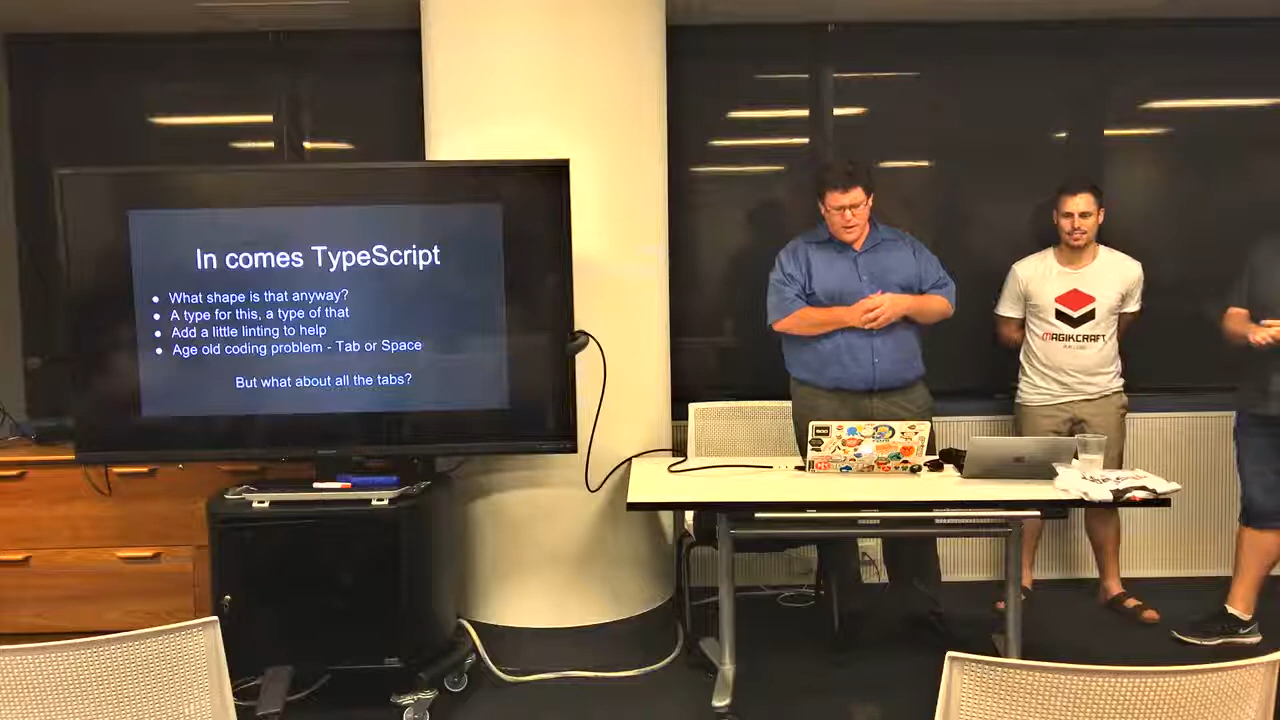 In comes TypeScript
● What shape is that anyway?
● A type for this, a type of that
● Add a little linting to help
● Age old coding problem - Tab or Space
But what about all the tabs?
MAGIKCRAFT